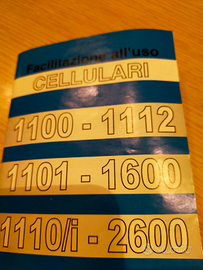 Facilitazione all'uso
CELLULARI
1100 - 1112
1101 - 1600
1110/i - 2600